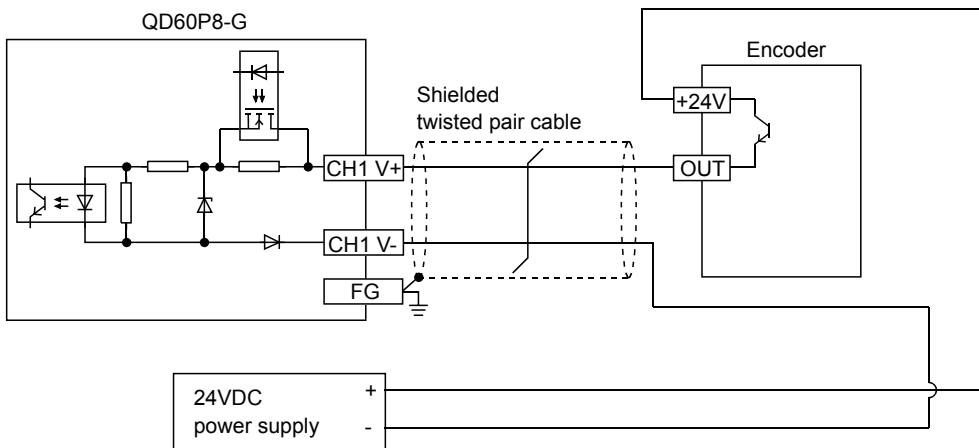 QD60P8-G
Encoder
Shielded
twisted pair cable
+24V
CH1 V+
OUT
CH1 V-
FG
24VDC
power supply
+
-